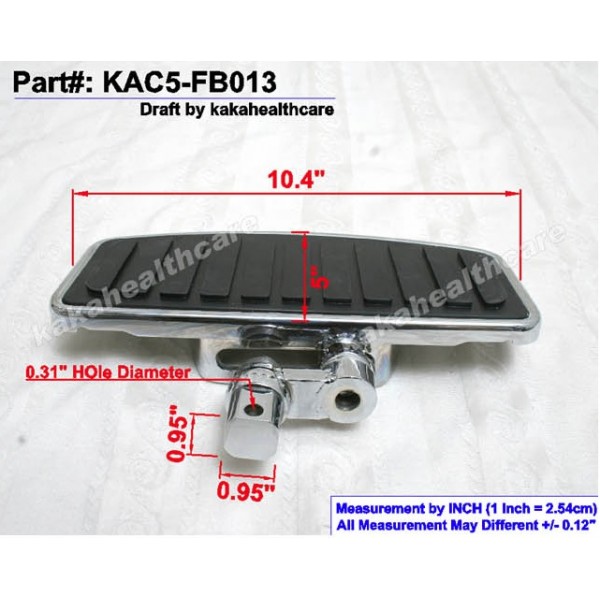 Part#: KAC5-FB013
Draft by kakahealthcare
10.4"
5"
kakahealthcare
kakahealthcare
0.31" HOle Diameter
0.95"
0.95"
Measurement by INCH (1 Inch = 2.54cm)
All Measurement May Different +/- 0.12"